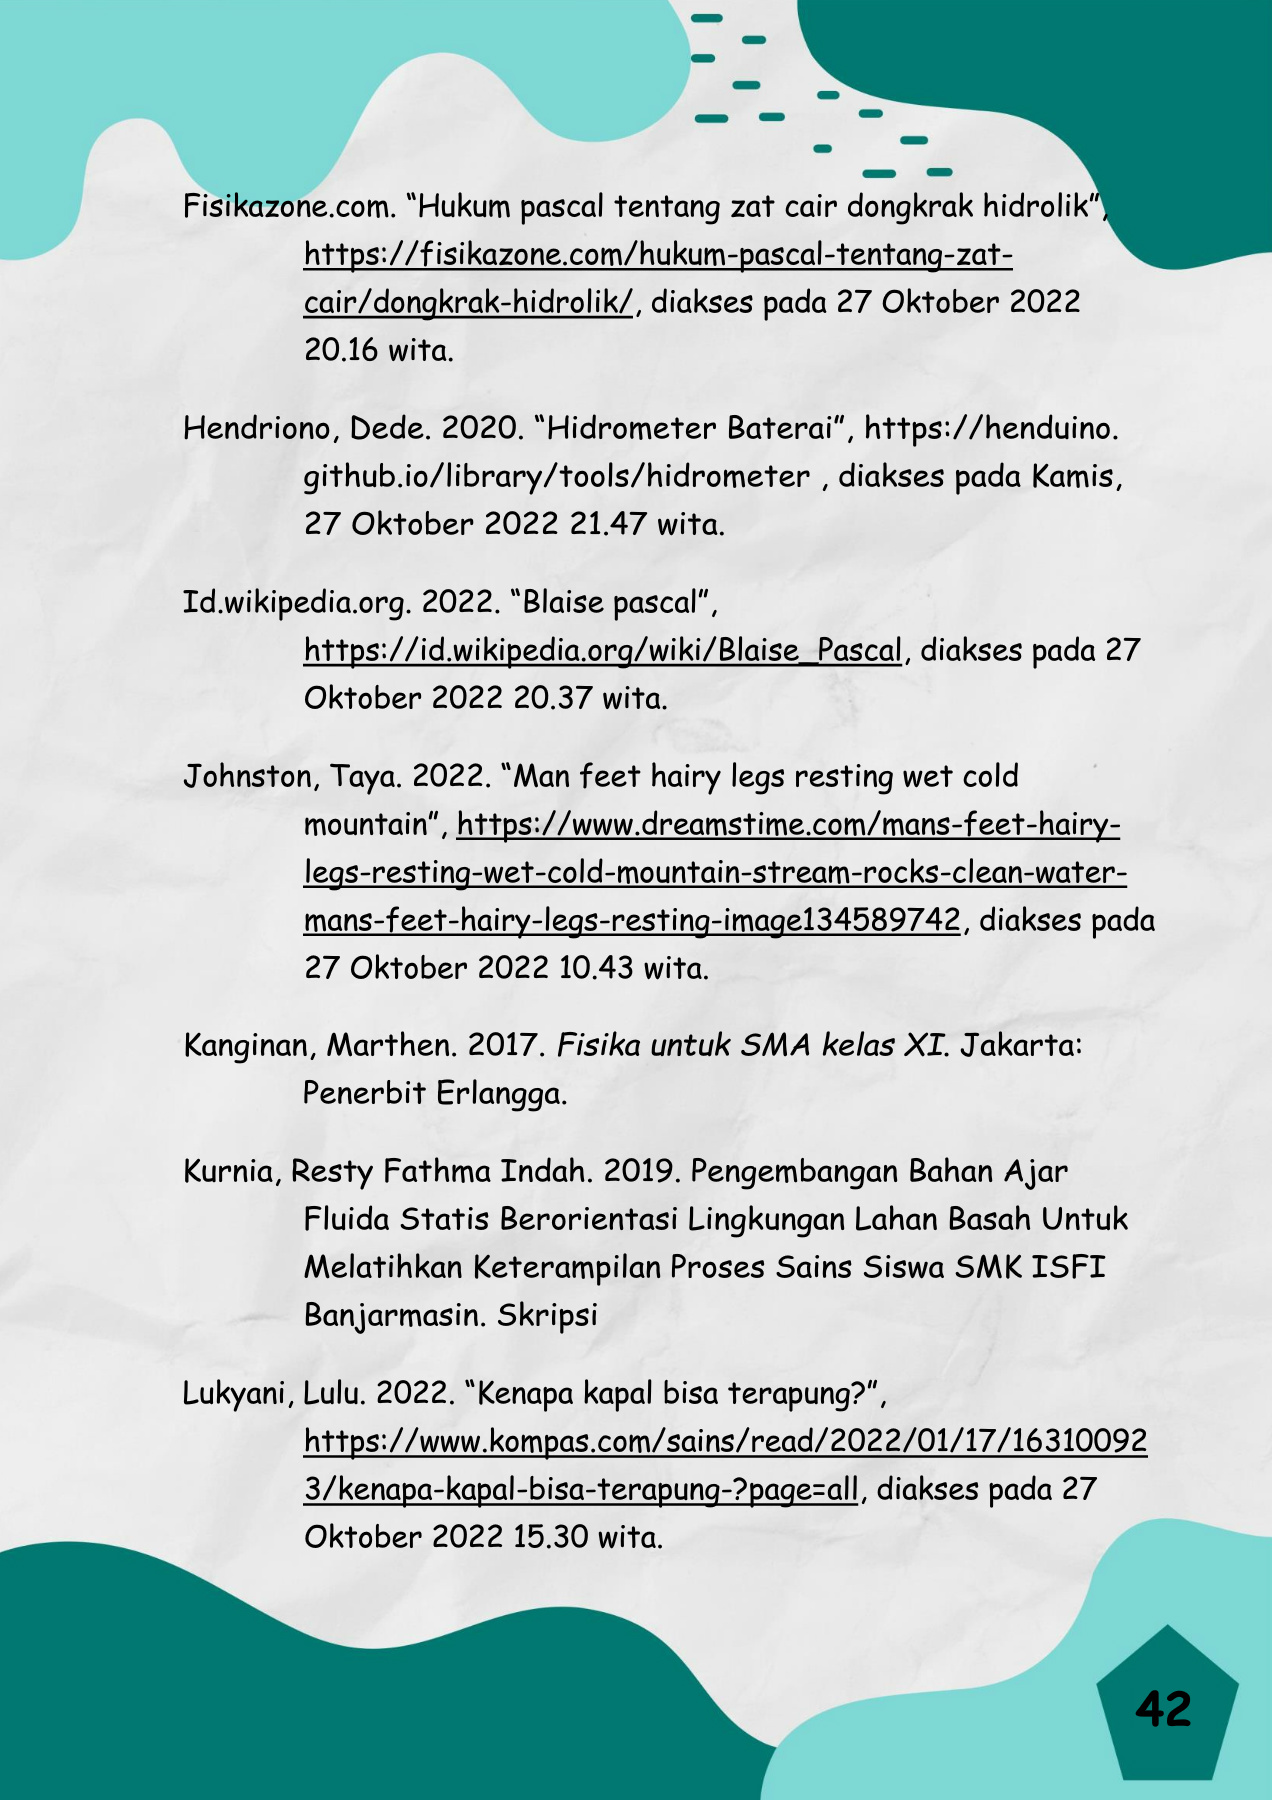 Fisikazone.com. “Hukum pascal tentang zat cair dongkrak hidrolik”,
https://fisikazone.com/hukum-pascal-tentang-zat-
cair/dongkrak-hidrolik/, diakses pada 27 Oktober 2022
20.16 wita.
Hendriono, Dede. 2020. “Hidrometer Baterai”, https://henduino.
github.io/library/tools/hidrometer , diakses pada Kamis,
27 Oktober 2022 21.47 wita.
Id.wikipedia.org. 2022. “Blaise pascal”,
https://id.wikipedia.org/wiki/Blaise_Pascal, diakses pada 27
Oktober 2022 20.37 wita.
Johnston, Taya. 2022. “Man feet hairy legs resting wet cold
mountain”, https://www.dreamstime.com/mans-feet-hairy-
legs-resting-wet-cold-mountain-stream-rocks-clean-water-
mans-feet-hairy-legs-resting-image134589742, diakses pada
27 Oktober 2022 10.43 wita.
Kanginan, Marthen. 2017. Fisika untuk SMA kelas XI. Jakarta:
Penerbit Erlangga.
Kurnia, Resty Fathma Indah. 2019. Pengembangan Bahan Ajar
Fluida Statis Berorientasi Lingkungan Lahan Basah Untuk
Melatihkan Keterampilan Proses Sains Siswa SMK ISFI
Banjarmasin. Skripsi
Lukyani, Lulu. 2022. “Kenapa kapal bisa terapung?”,
https://www.kompas.com/sains/read/2022/01/17/16310092
3/kenapa-kapal-bisa-terapung-?page=all, diakses pada 27
Oktober 2022 15.30 wita.
42